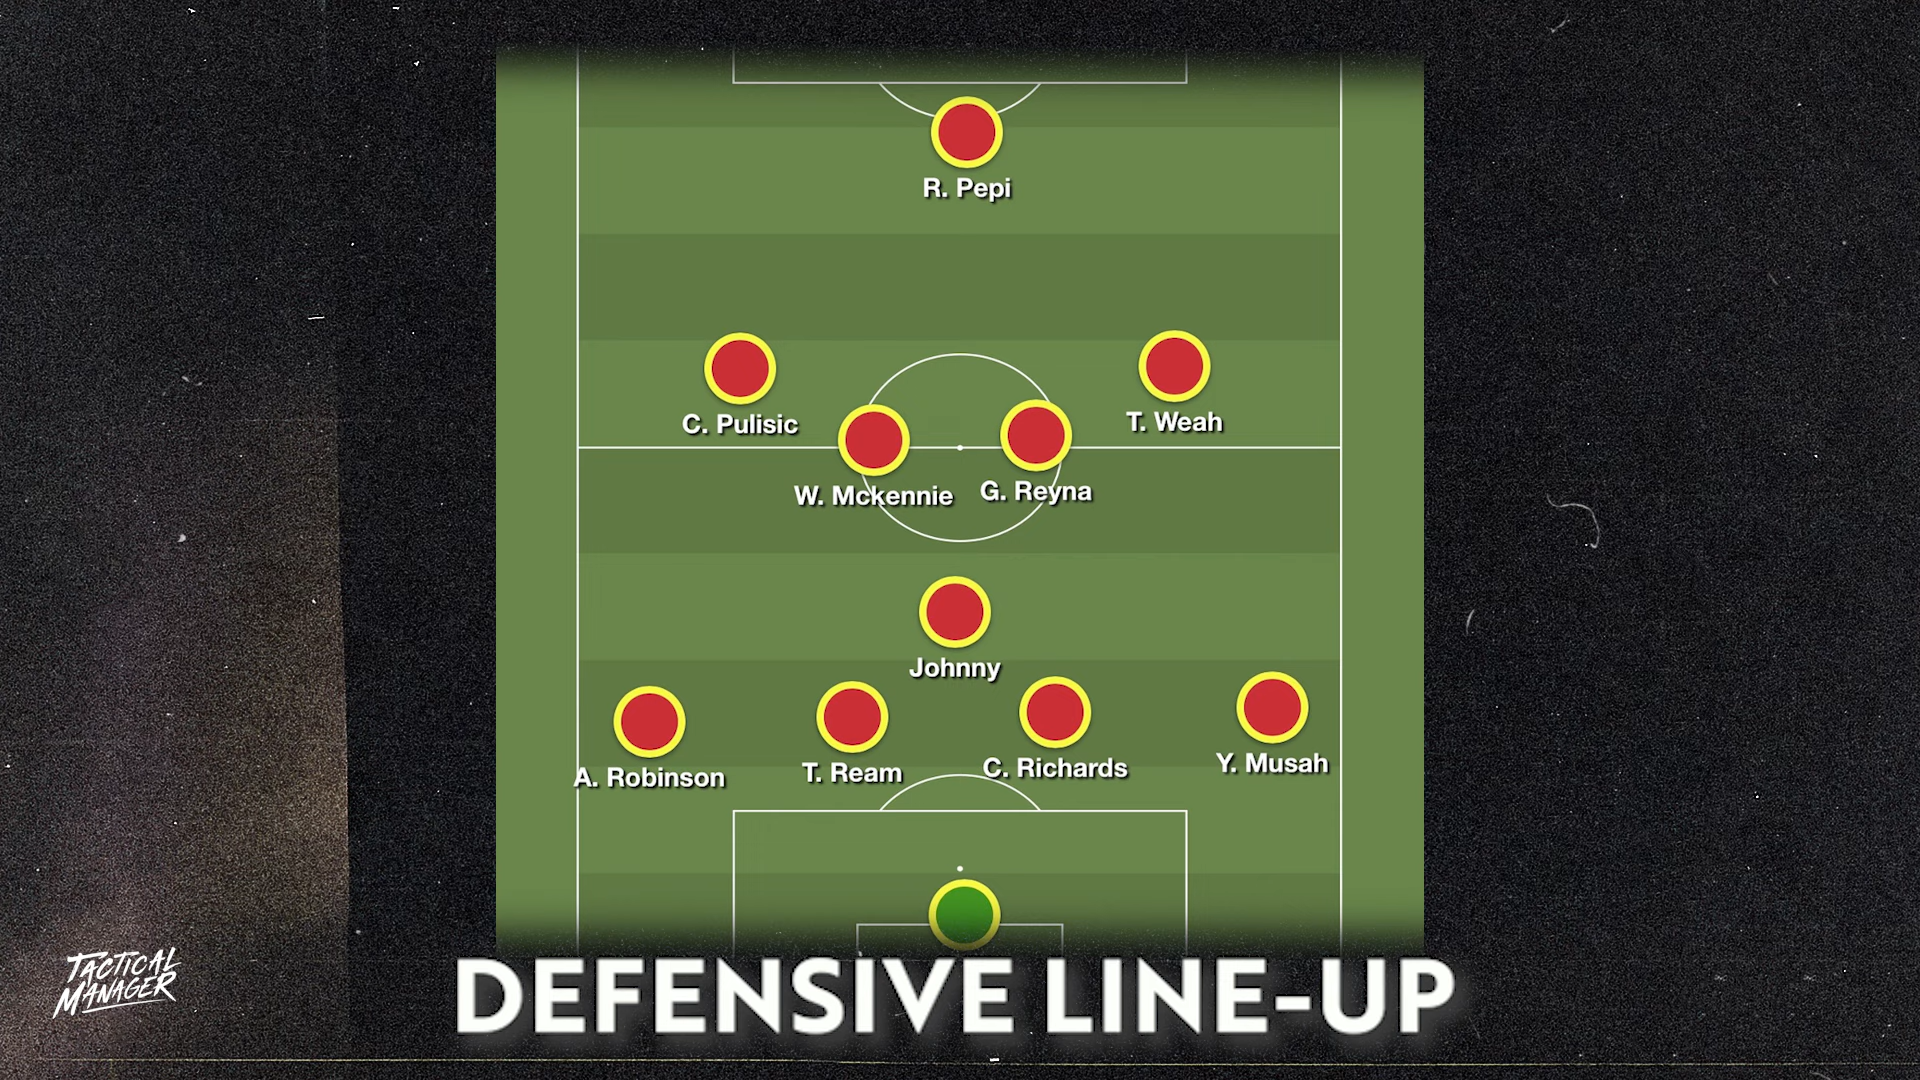 R. Pepi
C. Pulisic
T. Weah
W. Mckennie
G. Reyna
Johnny
A. Robinson
T. Ream
C. Richards
Y. Musah
TACTICAL
MANAGER
DEFENSIVE LINE-UP